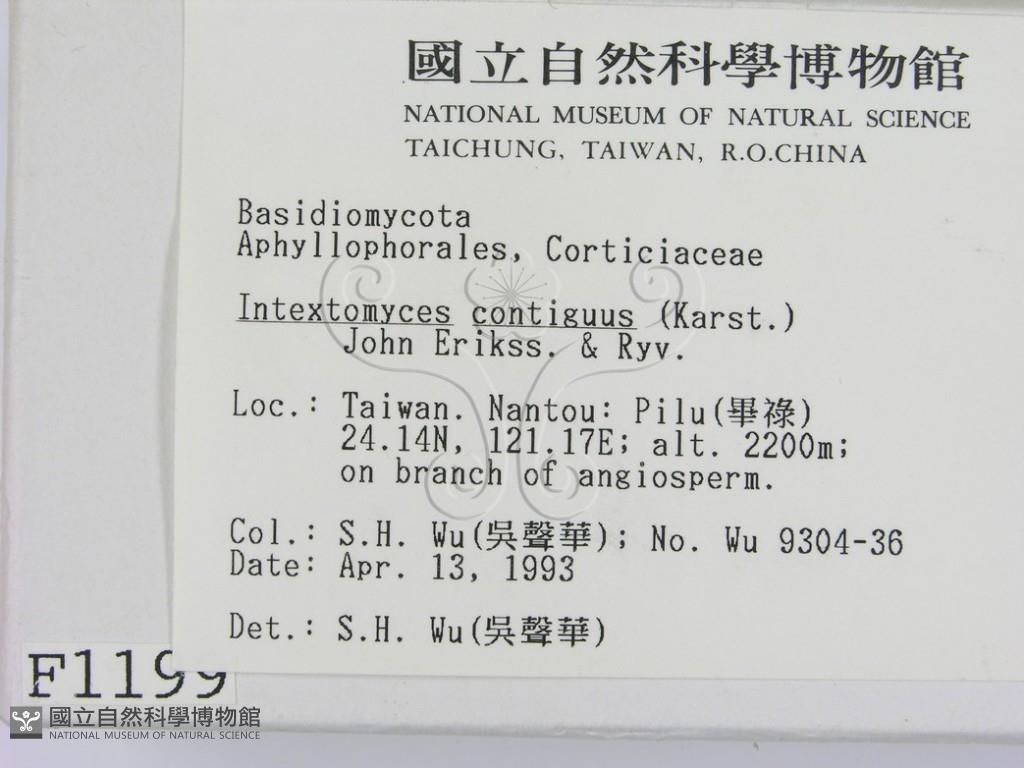 國立自然科學博物館
NATIONAL MUSEUM OF NATURAL SCIENCE
TAICHUNG, TAIWAN, R.O.CHINA
Basidiomycota
Aphyllophorales, Corticiaceae
Intextomyces contiguus (Karst.)
John Erikss. & Ryv.
Loc.: Taiwan. Nantou: Pilu(畢祿)
24.14N, 121.17E; alt. 2200m;
on branch of angiosperm.
Col.: S.H. Wu(吳聲華); No. Wu 9304-36
Date: Apr. 13, 1993
Det.: S.H. Wu(吳聲華)
F1199
國立自然科學博物館
NATIONAL MUSEUM OF NATURAL SCIENCE